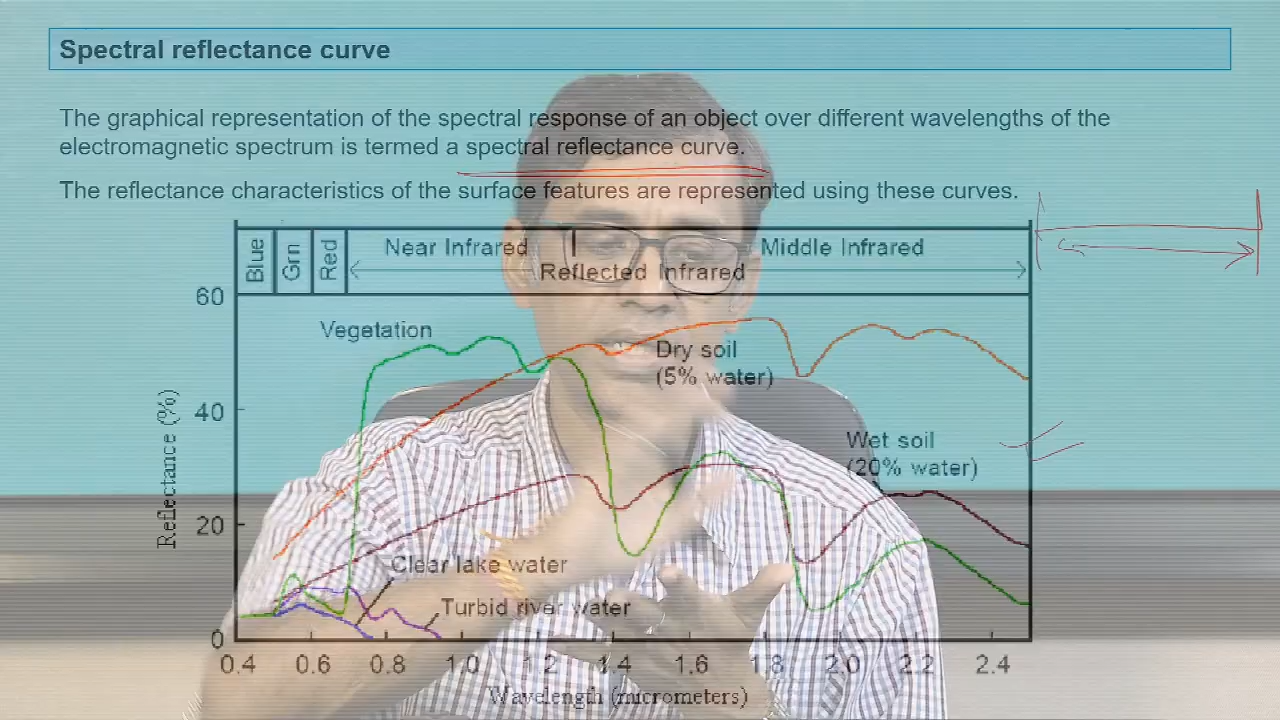 Spectral reflectance curve
The graphical representation of the spectral response of an object over different wavelengths of the
electromagnetic spectrum is termed a spectral reflectance curve.
The reflectance characteristics of the surface features are represented using these curves.
Blue
Grn
Red
Near Infrared
Middle Infrared
Reflected Infrared
60
Vegetation
Dry soil
(5% water)
40
Wet soil
(20% water)
Reflectance (%)
20
Clear lake water
Turbid river water
0
0.4 0.6 0.8 1.0 1.2 1.4 1.6 1.8 2.0 2.2 2.4
Wavelength (micrometers)